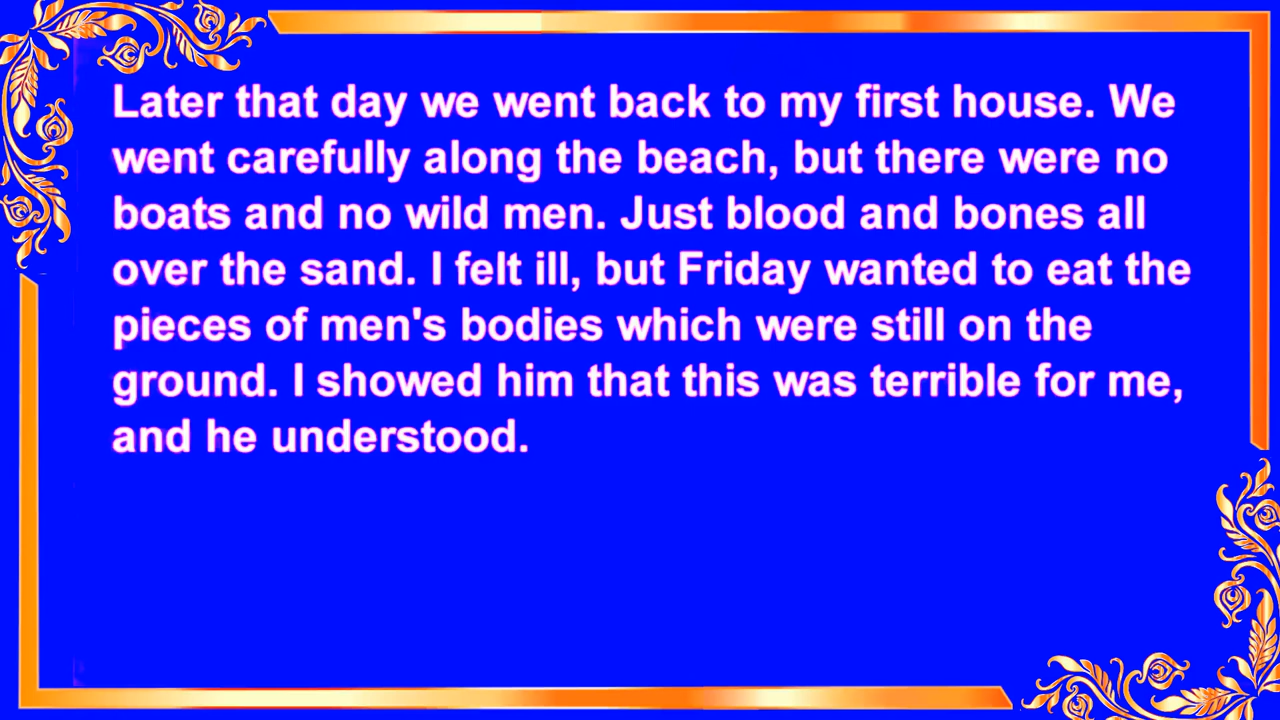 Later that day we went back to my first house. We
went carefully along the beach, but there were no
boats and no wild men. Just blood and bones all
over the sand. I felt ill, but Friday wanted to eat the
pieces of men's bodies which were still on the
ground. I showed him that this was terrible for me,
and he understood.